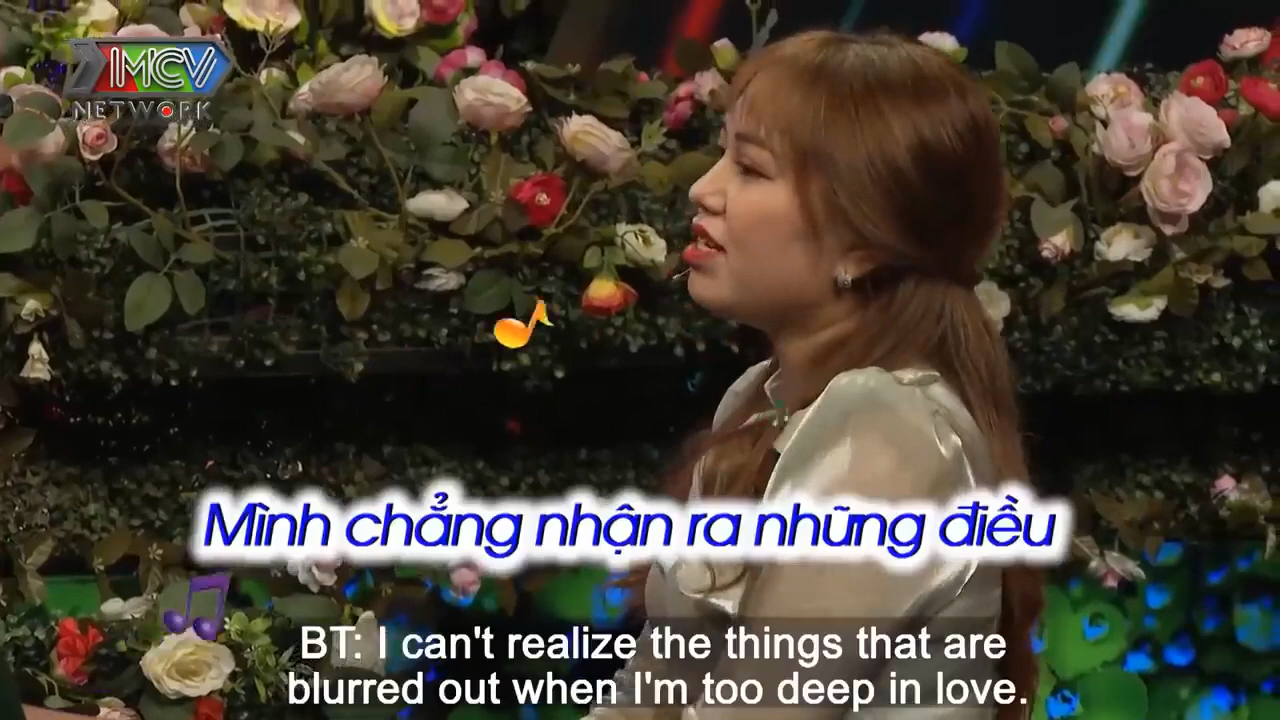 MCV
NETWORK
Mình chẳng nhận ra những điều
BT: I can't realize the things that are
blurred out when I'm too deep in love.